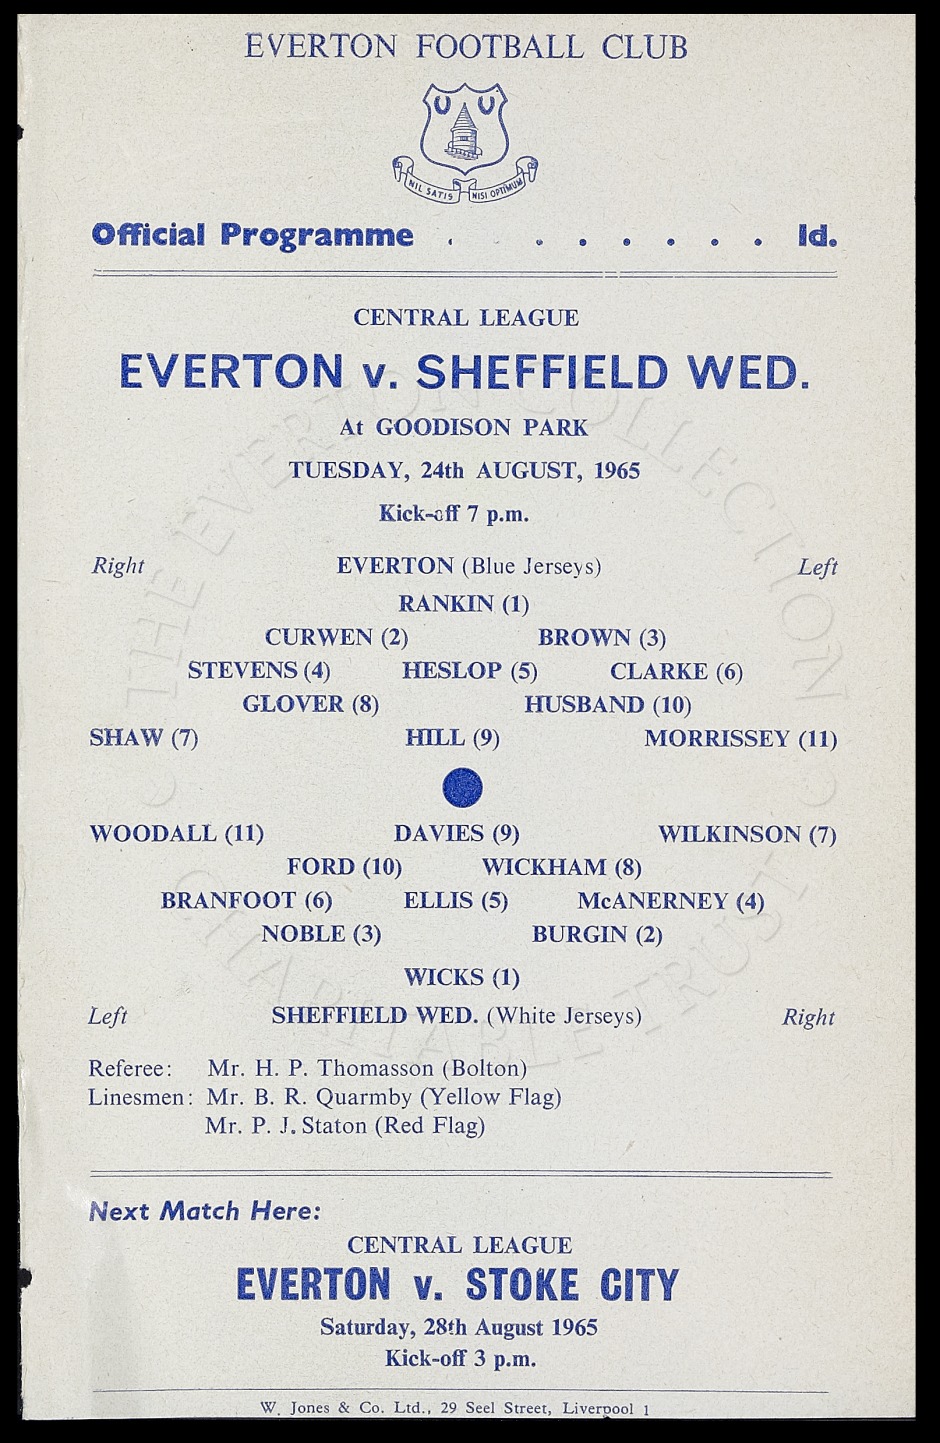 EVERTON FOOTBALL CLUB
NIL SATIS NISI OPTIMUM
Official Programme . . . . . . . . 1d.
CENTRAL LEAGUE
EVERTON v. SHEFFIELD WED.
At GOODISON PARK
TUESDAY, 24th AUGUST, 1965
Kick-off 7 p.m.
Right EVERTON (Blue Jerseys) Left
RANKIN (1)
CURWEN (2) BROWN (3)
STEVENS (4) HESLOP (5) CLARKE (6)
GLOVER (8) HUSBAND (10)
SHAW (7) HILL (9) MORRISSEY (11)
WOODALL (11) DAVIES (9) WILKINSON (7)
FORD (10) WICKHAM (8)
BRANFOOT (6) ELLIS (5) McANERNEY (4)
NOBLE (3) BURGIN (2)
WICKS (1)
Left SHEFFIELD WED. (White Jerseys) Right
Referee: Mr. H. P. Thomasson (Bolton)
Linesmen: Mr. B. R. Quarmby (Yellow Flag)
Mr. P. J. Staton (Red Flag)
Next Match Here:
CENTRAL LEAGUE
EVERTON v. STOKE CITY
Saturday, 28th August 1965
Kick-off 3 p.m.
W. Jones & Co. Ltd., 29 Seel Street, Liverpool 1
© THE EVERTON COLLECTION ©
CHARITABLE TRUST